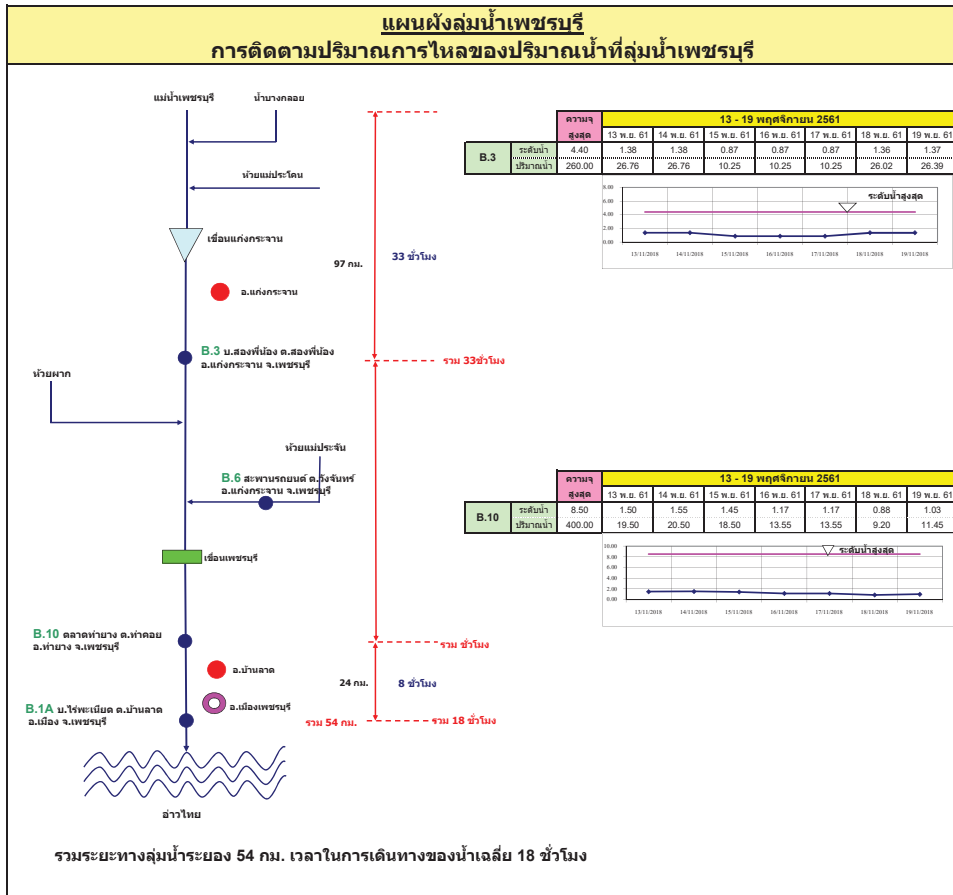 แผนผังลุ่มน้ำเพชรบุรี
การติดตามปริมาณการไหลของปริมาณน้ำที่ลุ่มน้ำเพชรบุรี
แม่น้ำเพชรบุรี
น้ำบางกลอย
ห้วยแม่ประโดน
เขื่อนแก่งกระจาน
97 กม.
33 ชั่วโมง
อ.แก่งกระจาน
B.3 บ.สองพี่น้อง ต.สองพี่น้อง
อ.แก่งกระจาน จ.เพชรบุรี
รวม 33ชั่วโมง
ห้วยผาก
ห้วยแม่ประจัน
B.6 สะพานรถยนต์ ต.วังจันทร์
อ.แก่งกระจาน จ.เพชรบุรี
เขื่อนเพชรบุรี
B.10 ตลาดท่ายาง ต.ท่าคอย
อ.ท่ายาง จ.เพชรบุรี
รวม ชั่วโมง
อ.บ้านลาด
24 กม.
8 ชั่วโมง
อ.เมืองเพชรบุรี
B.1A บ.ไร่พะเนียด ต.บ้านลาด
อ.เมือง จ.เพชรบุรี
รวม 54 กม.
รวม 18 ชั่วโมง
อ่าวไทย
รวมระยะทางลุ่มน้ำระยอง 54 กม. เวลาในการเดินทางของน้ำเฉลี่ย 18 ชั่วโมง
ความจุ
สูงสุด
13 - 19 พฤศจิกายน 2561
13 พ.ย. 61 14 พ.ย. 61 15 พ.ย. 61 16 พ.ย. 61 17 พ.ย. 61 18 พ.ย. 61 19 พ.ย. 61
B.3
ระดับน้ำ 4.40 1.38 1.38 0.87 0.87 0.87 1.36 1.37
ปริมาณน้ำ 260.00 26.76 26.76 10.25 10.25 10.25 26.02 26.39
8.00
6.00
4.00
2.00
0.00
ระดับน้ำสูงสุด
13/11/2018 14/11/2018 15/11/2018 16/11/2018 17/11/2018 18/11/2018 19/11/2018
ความจุ
สูงสุด
13 - 19 พฤศจิกายน 2561
13 พ.ย. 61 14 พ.ย. 61 15 พ.ย. 61 16 พ.ย. 61 17 พ.ย. 61 18 พ.ย. 61 19 พ.ย. 61
B.10
ระดับน้ำ 8.50 1.50 1.55 1.45 1.17 1.17 0.88 1.03
ปริมาณน้ำ 400.00 19.50 20.50 18.50 13.55 13.55 9.20 11.45
10.00
8.00
6.00
4.00
2.00
0.00
ระดับน้ำสูงสุด
13/11/2018 14/11/2018 15/11/2018 16/11/2018 17/11/2018 18/11/2018 19/11/2018